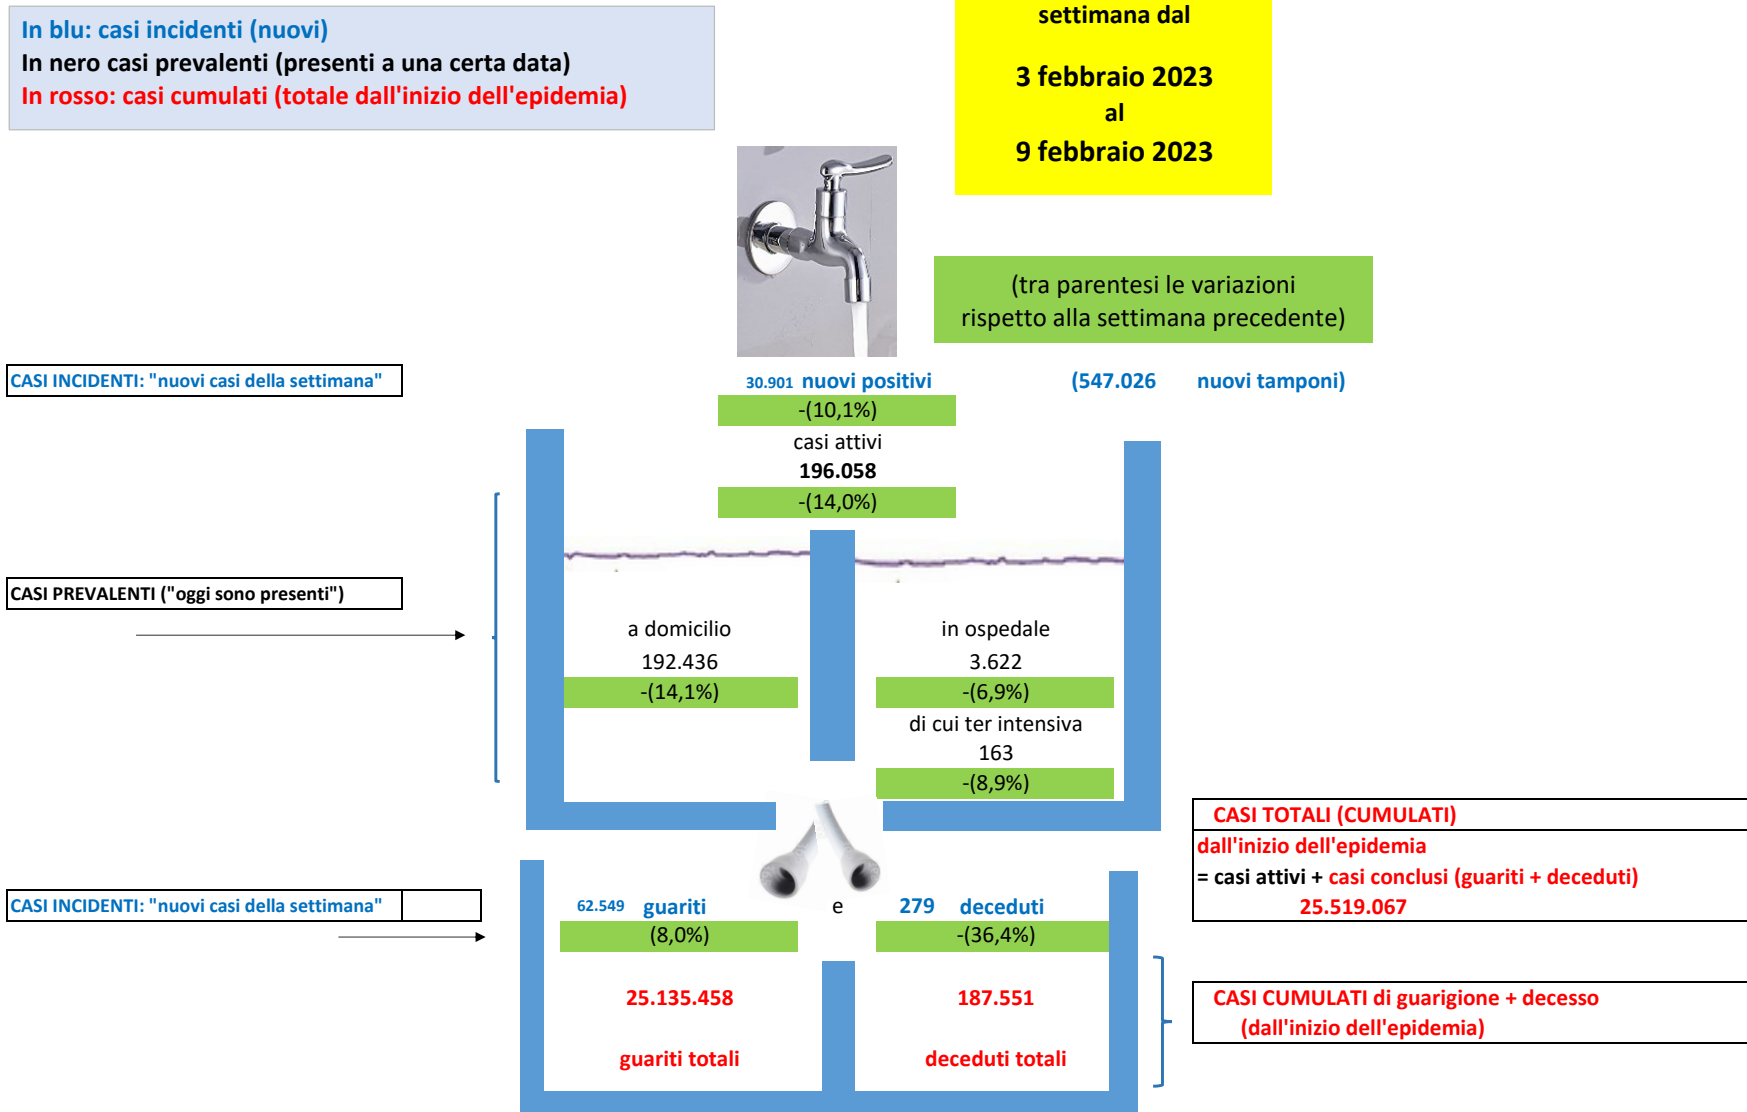 In blu: casi incidenti (nuovi)
In nero casi prevalenti (presenti a una certa data)
In rosso: casi cumulati (totale dall'inizio dell'epidemia)
settimana dal
3 febbraio 2023
al
9 febbraio 2023
(tra parentesi le variazioni
rispetto alla settimana precedente)
CASI INCIDENTI: "nuovi casi della settimana"
30.901 nuovi positivi
(547.026 nuovi tamponi)
-(10,1%)
casi attivi
196.058
-(14,0%)
CASI PREVALENTI ("oggi sono presenti")
a domicilio
192.436
-(14,1%)
in ospedale
3.622
-(6,9%)
di cui ter intensiva
163
-(8,9%)
CASI TOTALI (CUMULATI)
dall'inizio dell'epidemia
= casi attivi + casi conclusi (guariti + deceduti)
25.519.067
CASI INCIDENTI: "nuovi casi della settimana"
62.549 guariti
(8,0%)
e
279 deceduti
-(36,4%)
25.135.458
guariti totali
187.551
deceduti totali
CASI CUMULATI di guarigione + decesso
(dall'inizio dell'epidemia)